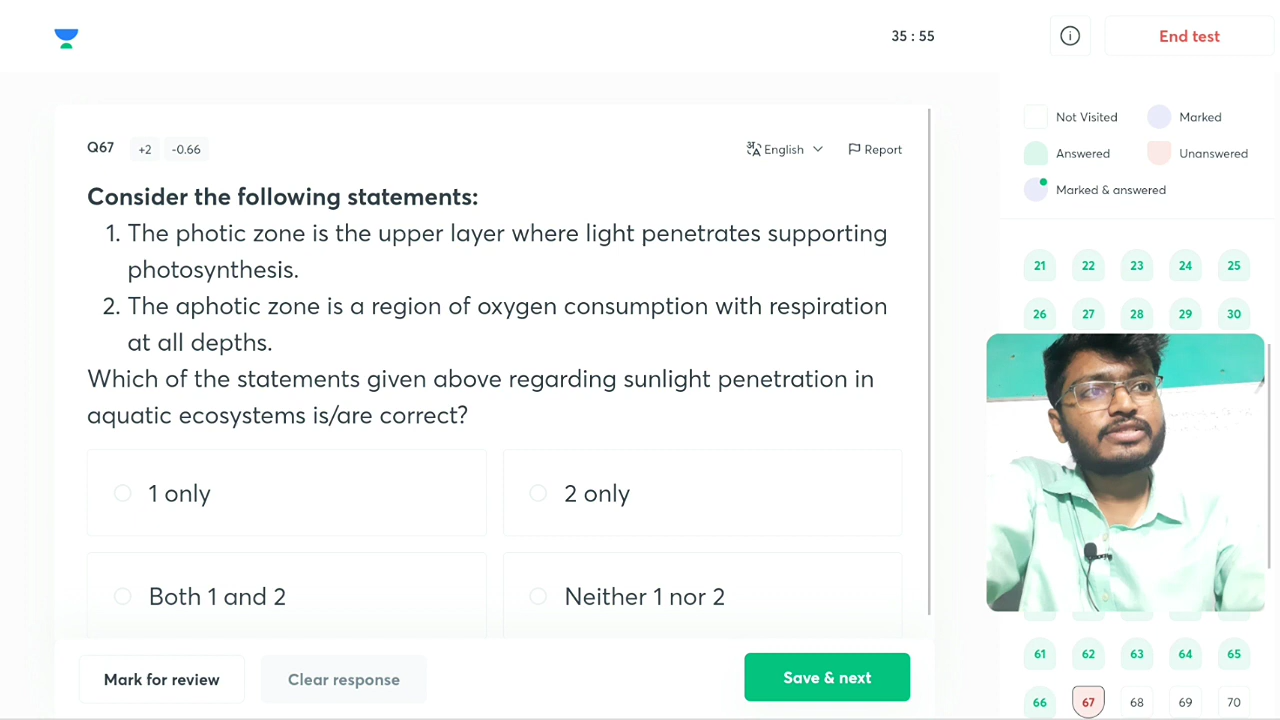 35 : 55
End test
Q67 +2 -0.66 English Report
Consider the following statements:
1. The photic zone is the upper layer where light penetrates supporting
photosynthesis.
2. The aphotic zone is a region of oxygen consumption with respiration
at all depths.
Which of the statements given above regarding sunlight penetration in
aquatic ecosystems is/are correct?
1 only
2 only
Both 1 and 2
Neither 1 nor 2
Mark for review
Clear response
Save & next
Not Visited Marked
Answered Unanswered
Marked & answered
21 22 23 24 25
26 27 28 29 30
61 62 63 64 65
66 67 68 69 70